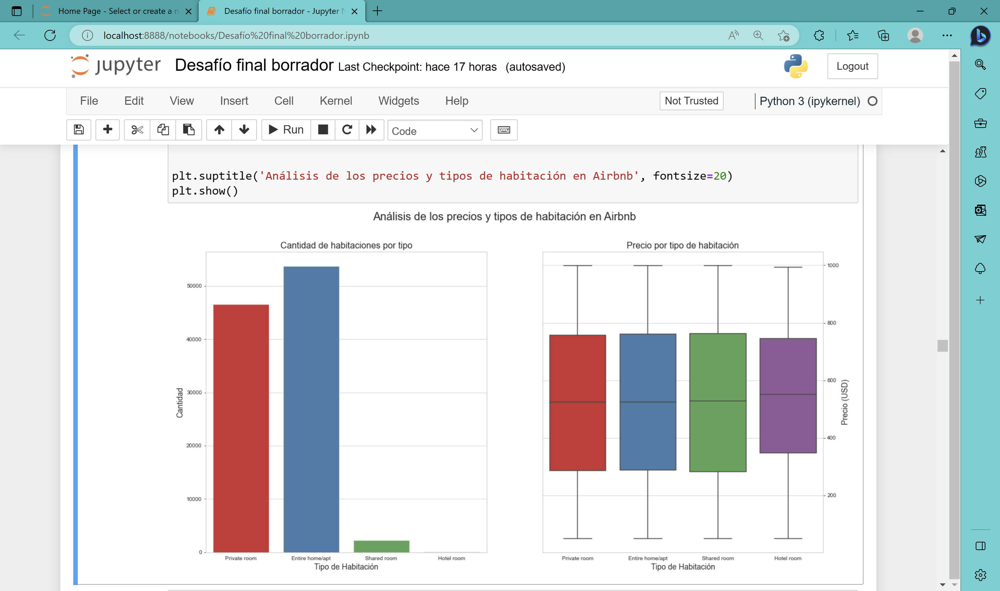 Home Page - Select or create a n
Desafío final borrador - Jupyter N
localhost:8888/notebooks/Desafío%20final%20borrador.ipynb
jupyter Desafío final borrador Last Checkpoint: hace 17 horas (autosaved)
Logout
File Edit View Insert Cell Kernel Widgets Help
Not Trusted
Python 3 (ipykernel)
Run
Code
plt.suptitle('Análisis de los precios y tipos de habitación en Airbnb', fontsize=20)
plt.show()
Análisis de los precios y tipos de habitación en Airbnb
Cantidad de habitaciones por tipo
50000
40000
30000
20000
10000
0
Cantidad
Private room Entire home/apt Shared room Hotel room
Tipo de Habitación
Precio por tipo de habitación
1000
800
600
400
200
Precio (USD)
Private room Entire home/apt Shared room Hotel room
Tipo de Habitación